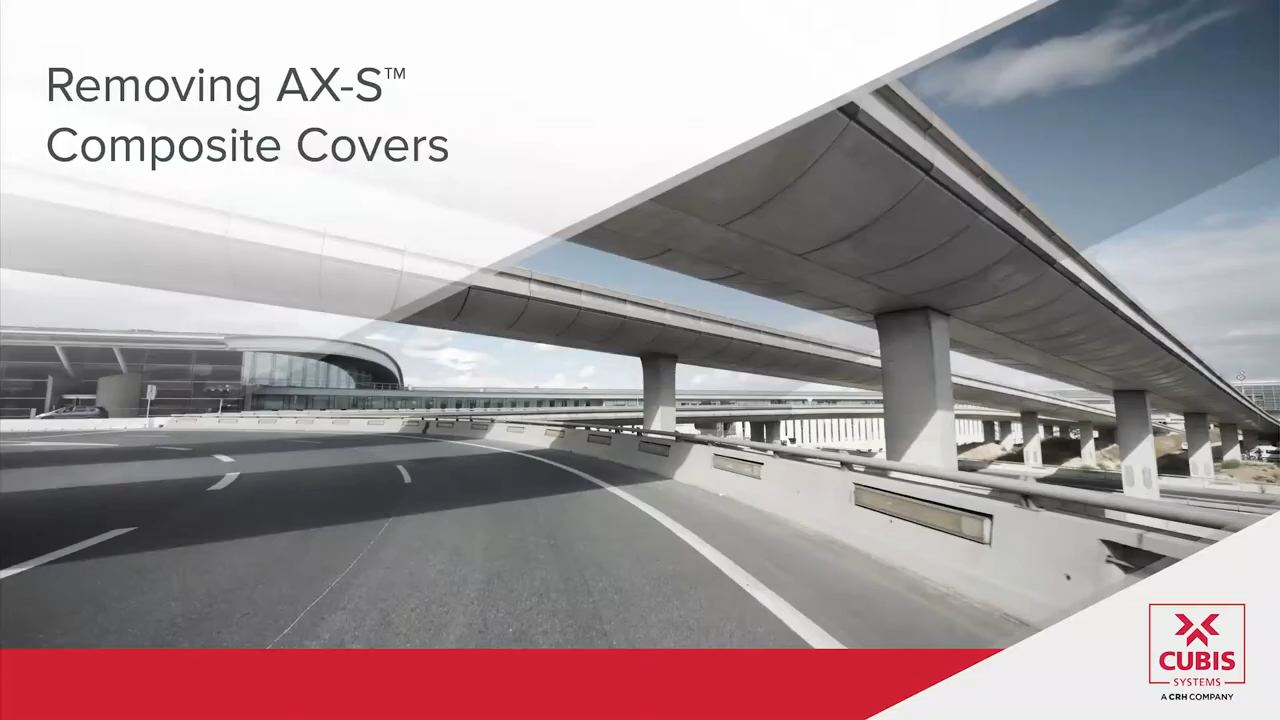 Removing AX-S™
Composite Covers
CUBIS
SYSTEMS
A CRH COMPANY